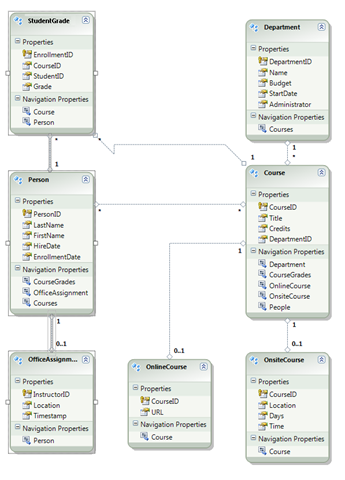 StudentGrade
Properties
EnrollmentID
CourseID
StudentID
Grade
Navigation Properties
Course
Person
*
*
1
Department
Properties
DepartmentID
Name
Budget
StartDate
Administrator
Navigation Properties
Courses
1
*
1
Person
Properties
PersonID
LastName
FirstName
HireDate
EnrollmentDate
Navigation Properties
CourseGrades
OfficeAssignment
Courses
*
*
1
0..1
Course
Properties
CourseID
Title
Credits
DepartmentID
Navigation Properties
Department
CourseGrades
OnlineCourse
OnsiteCourse
People
1
1
0..1
0..1
OfficeAssignm...
Properties
InstructorID
Location
Timestamp
Navigation Properties
Person
OnlineCourse
Properties
CourseID
URL
Navigation Properties
Course
OnsiteCourse
Properties
CourseID
Location
Days
Time
Navigation Properties
Course